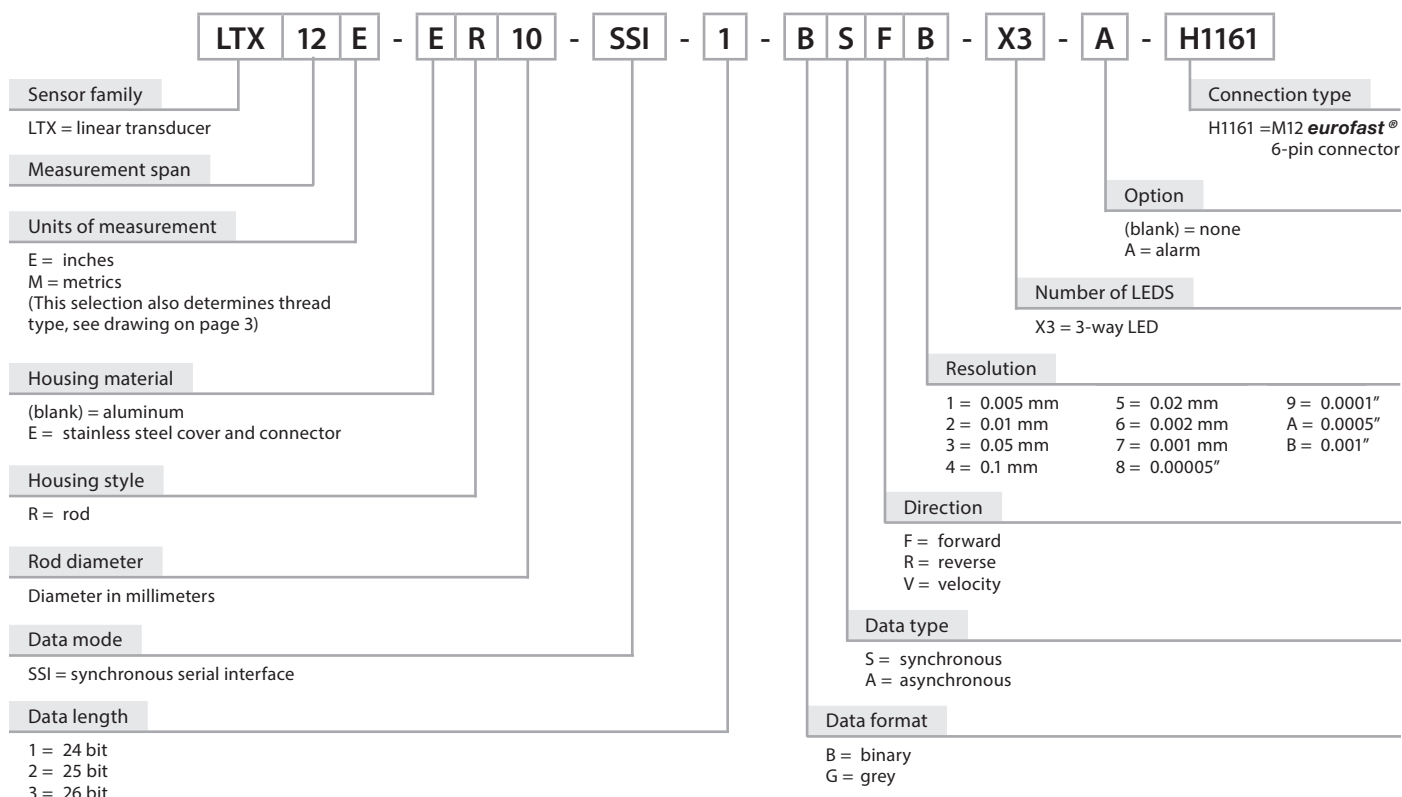 LTX 12 E - E R 10 - SSI - 1 - B S F B - X3 - A - H1161
Sensor family
LTX = linear transducer
Measurement span
Units of measurement
E = inches
M = metrics
(This selection also determines thread
type, see drawing on page 3)
Housing material
(blank) = aluminum
E = stainless steel cover and connector
Housing style
R = rod
Rod diameter
Diameter in millimeters
Data mode
SSI = synchronous serial interface
Data length
1 = 24 bit
2 = 25 bit
3 = 26 bit
Connection type
H1161 =M12 eurofast ®
6-pin connector
Option
(blank) = none
A = alarm
Number of LEDS
X3 = 3-way LED
Resolution
1 = 0.005 mm 5 = 0.02 mm 9 = 0.0001″
2 = 0.01 mm 6 = 0.002 mm A = 0.0005″
3 = 0.05 mm 7 = 0.001 mm B = 0.001″
4 = 0.1 mm 8 = 0.00005″
Direction
F = forward
R = reverse
V = velocity
Data type
S = synchronous
A = asynchronous
Data format
B = binary
G = grey